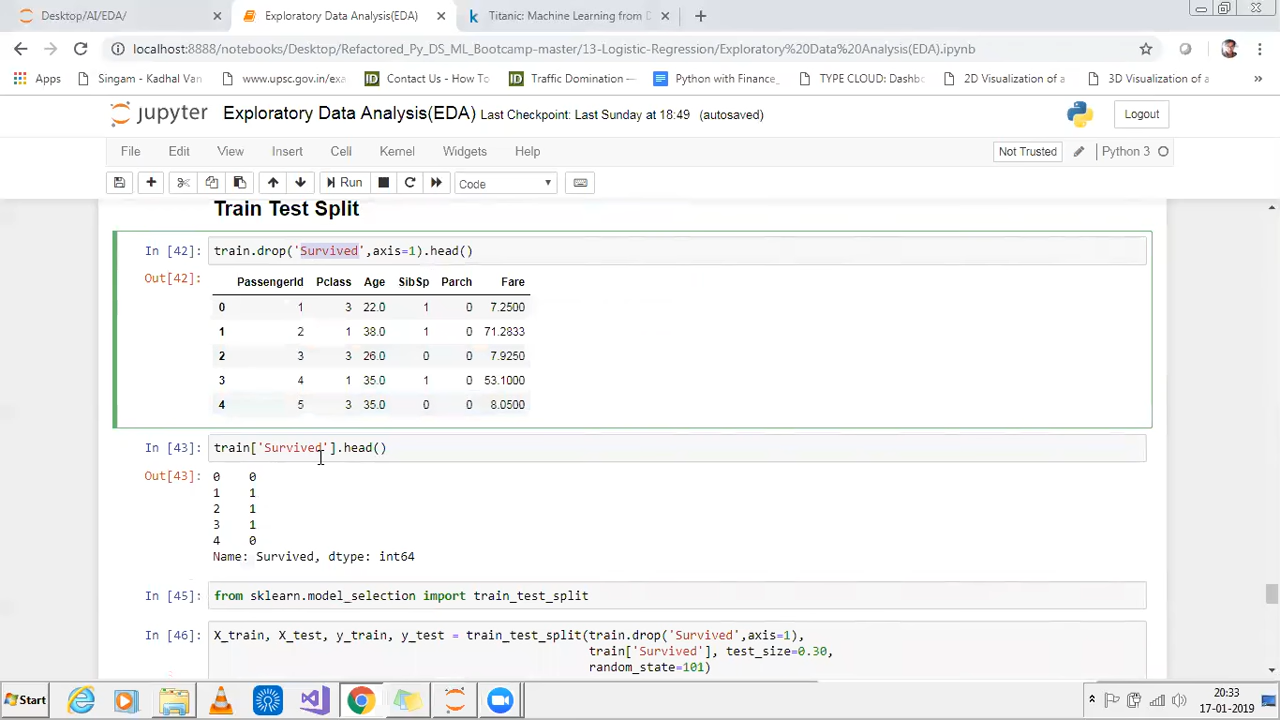 Desktop/AI/EDA/ × Exploratory Data Analysis(EDA) × k Titanic: Machine Learning from D × +
localhost:8888/notebooks/Desktop/Refactored_Py_DS_ML_Bootcamp-master/13-Logistic-Regression/Exploratory%20Data%20Analysis(EDA).ipynb
Apps Singam - Kadhal Van www.upsc.gov.in/exa ID Contact Us - How To ID Traffic Domination — Python with Finance_ TYPE CLOUD: Dashb 2D Visualization of a 3D Visualization of a »
jupyter Exploratory Data Analysis(EDA) Last Checkpoint: Last Sunday at 18:49 (autosaved) Logout
File Edit View Insert Cell Kernel Widgets Help Not Trusted Python 3
Run Code
Train Test Split
In [42]: train.drop('Survived',axis=1).head()
Out[42]:
PassengerId Pclass Age SibSp Parch Fare
0 1 3 22.0 1 0 7.2500
1 2 1 38.0 1 0 71.2833
2 3 3 26.0 0 0 7.9250
3 4 1 35.0 1 0 53.1000
4 5 3 35.0 0 0 8.0500
In [43]: train['Survived'].head()
Out[43]: 0 0
1 1
2 1
3 1
4 0
Name: Survived, dtype: int64
In [45]: from sklearn.model_selection import train_test_split
In [46]: X_train, X_test, y_train, y_test = train_test_split(train.drop('Survived',axis=1),
train['Survived'], test_size=0.30,
random_state=101)
Start 20:33
17-01-2019